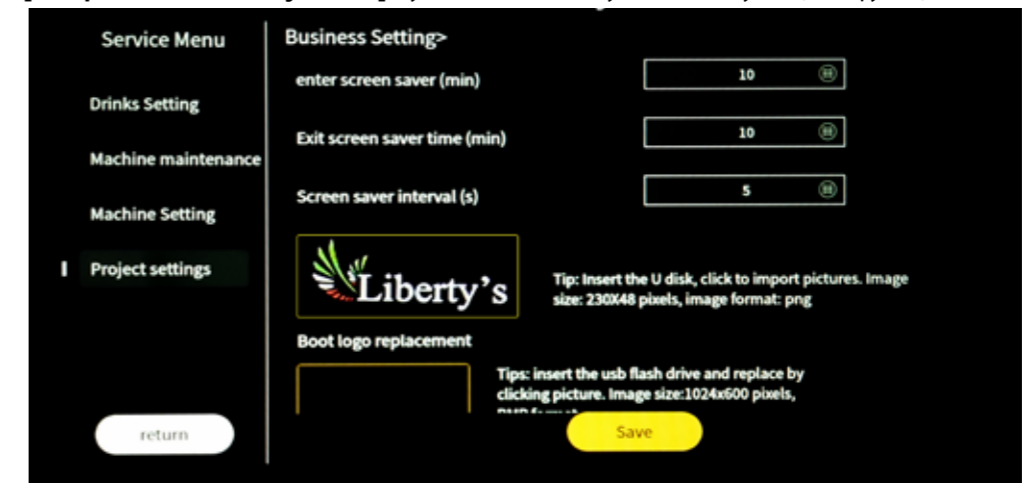 Service Menu
Business Setting>
enter screen saver (min)
10
Drinks Setting
Exit screen saver time (min)
10
Machine maintenance
Screen saver interval (s)
5
Machine Setting
Project settings
Liberty's
Tip: Insert the U disk, click to import pictures. Image
size: 230X48 pixels, image format: png
Boot logo replacement
Tips: insert the usb flash drive and replace by
clicking picture. Image size:1024x600 pixels,
return
Save